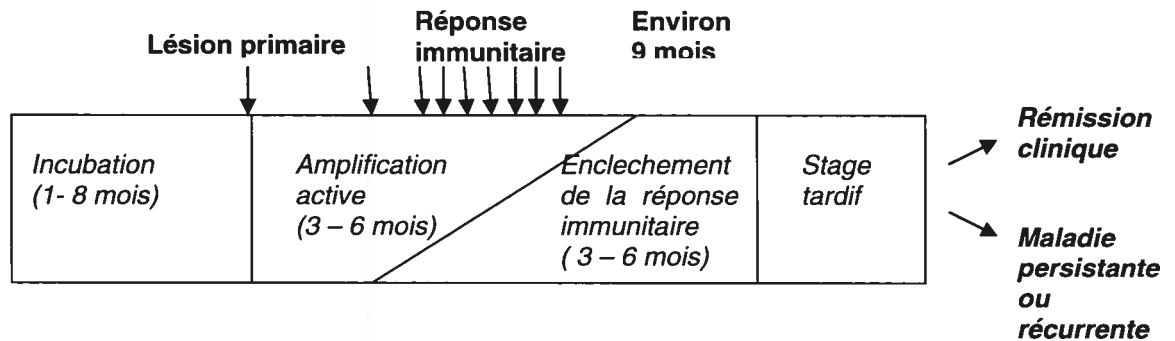 Lésion primaire
Réponse
immunitaire
Environ
9 mois
Incubation
(1- 8 mois)
Amplification
active
(3 – 6 mois)
Enclechement
de la réponse
immunitaire
( 3 – 6 mois)
Stage
tardif
Rémission
clinique
Maladie
persistante
ou
récurrente